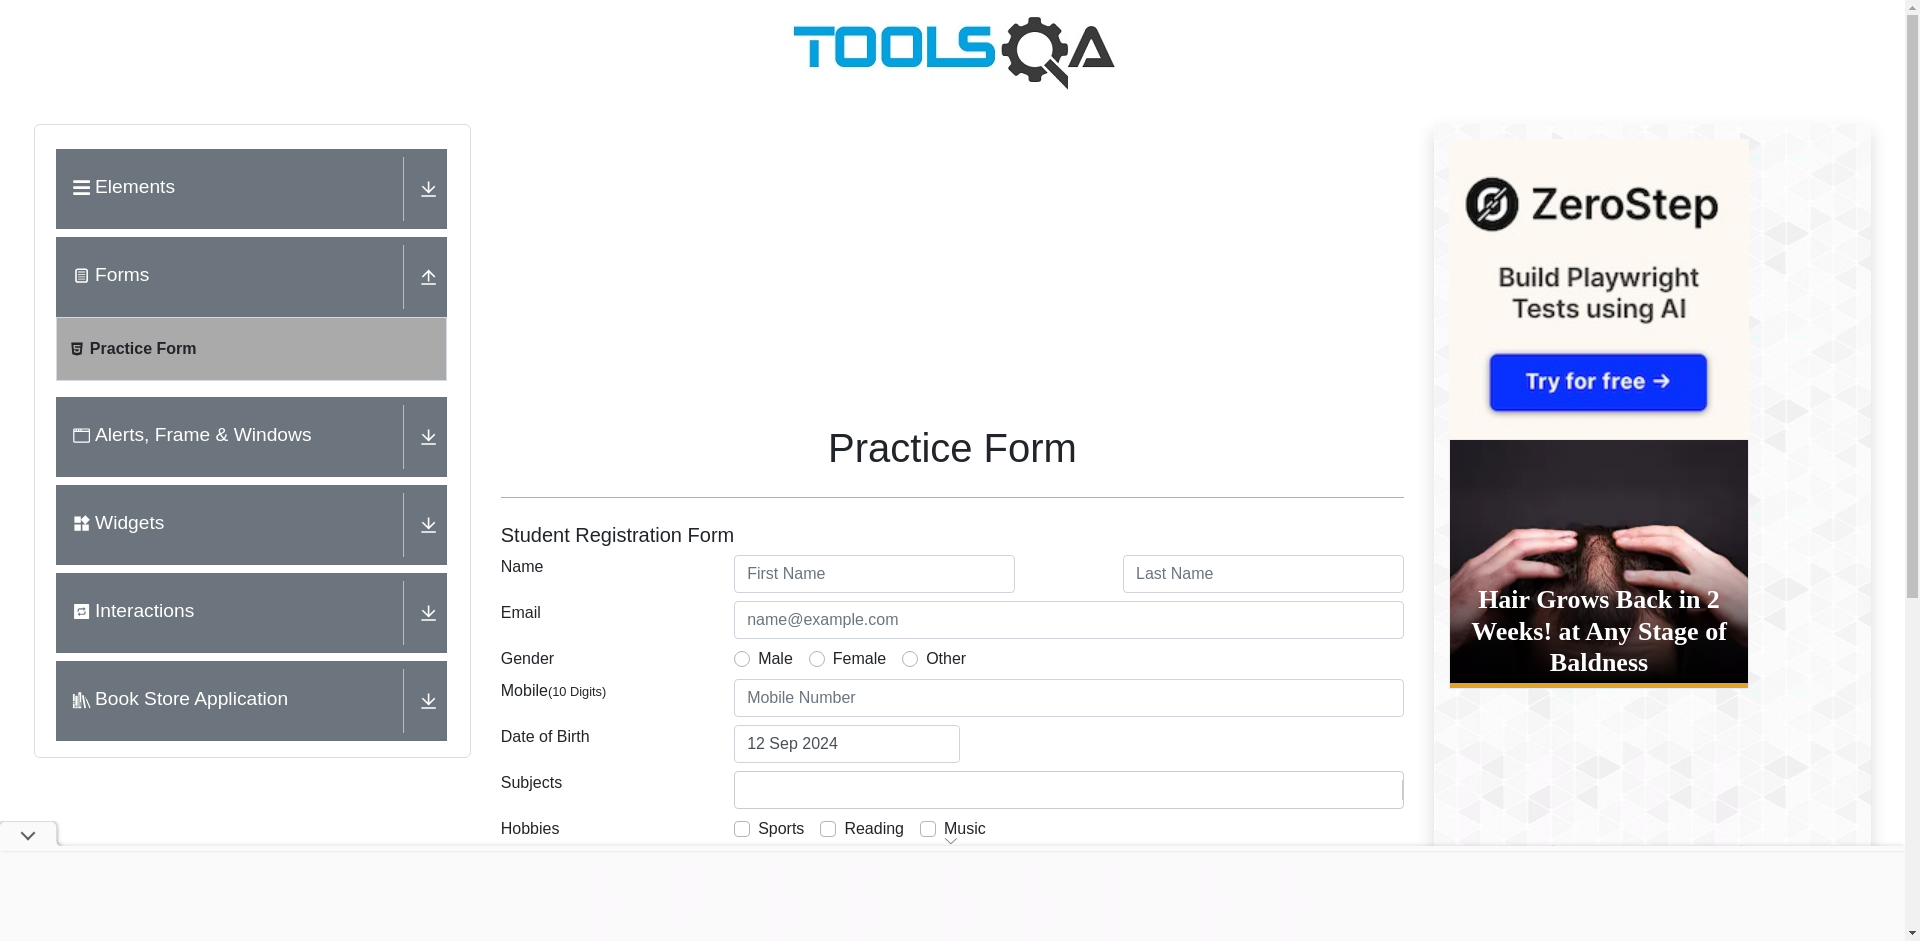 TOOLSQA
Elements
Forms
Practice Form
Alerts, Frame & Windows
Widgets
Interactions
Book Store Application
Practice Form
Student Registration Form
Name
First Name
Last Name
Email
name@example.com
Gender
Male
Female
Other
Mobile(10 Digits)
Mobile Number
Date of Birth
12 Sep 2024
Subjects
Hobbies
Sports
Reading
Music
ZeroStep
Build Playwright
Tests using AI
Try for free →
Hair Grows Back in 2
Weeks! at Any Stage of
Baldness